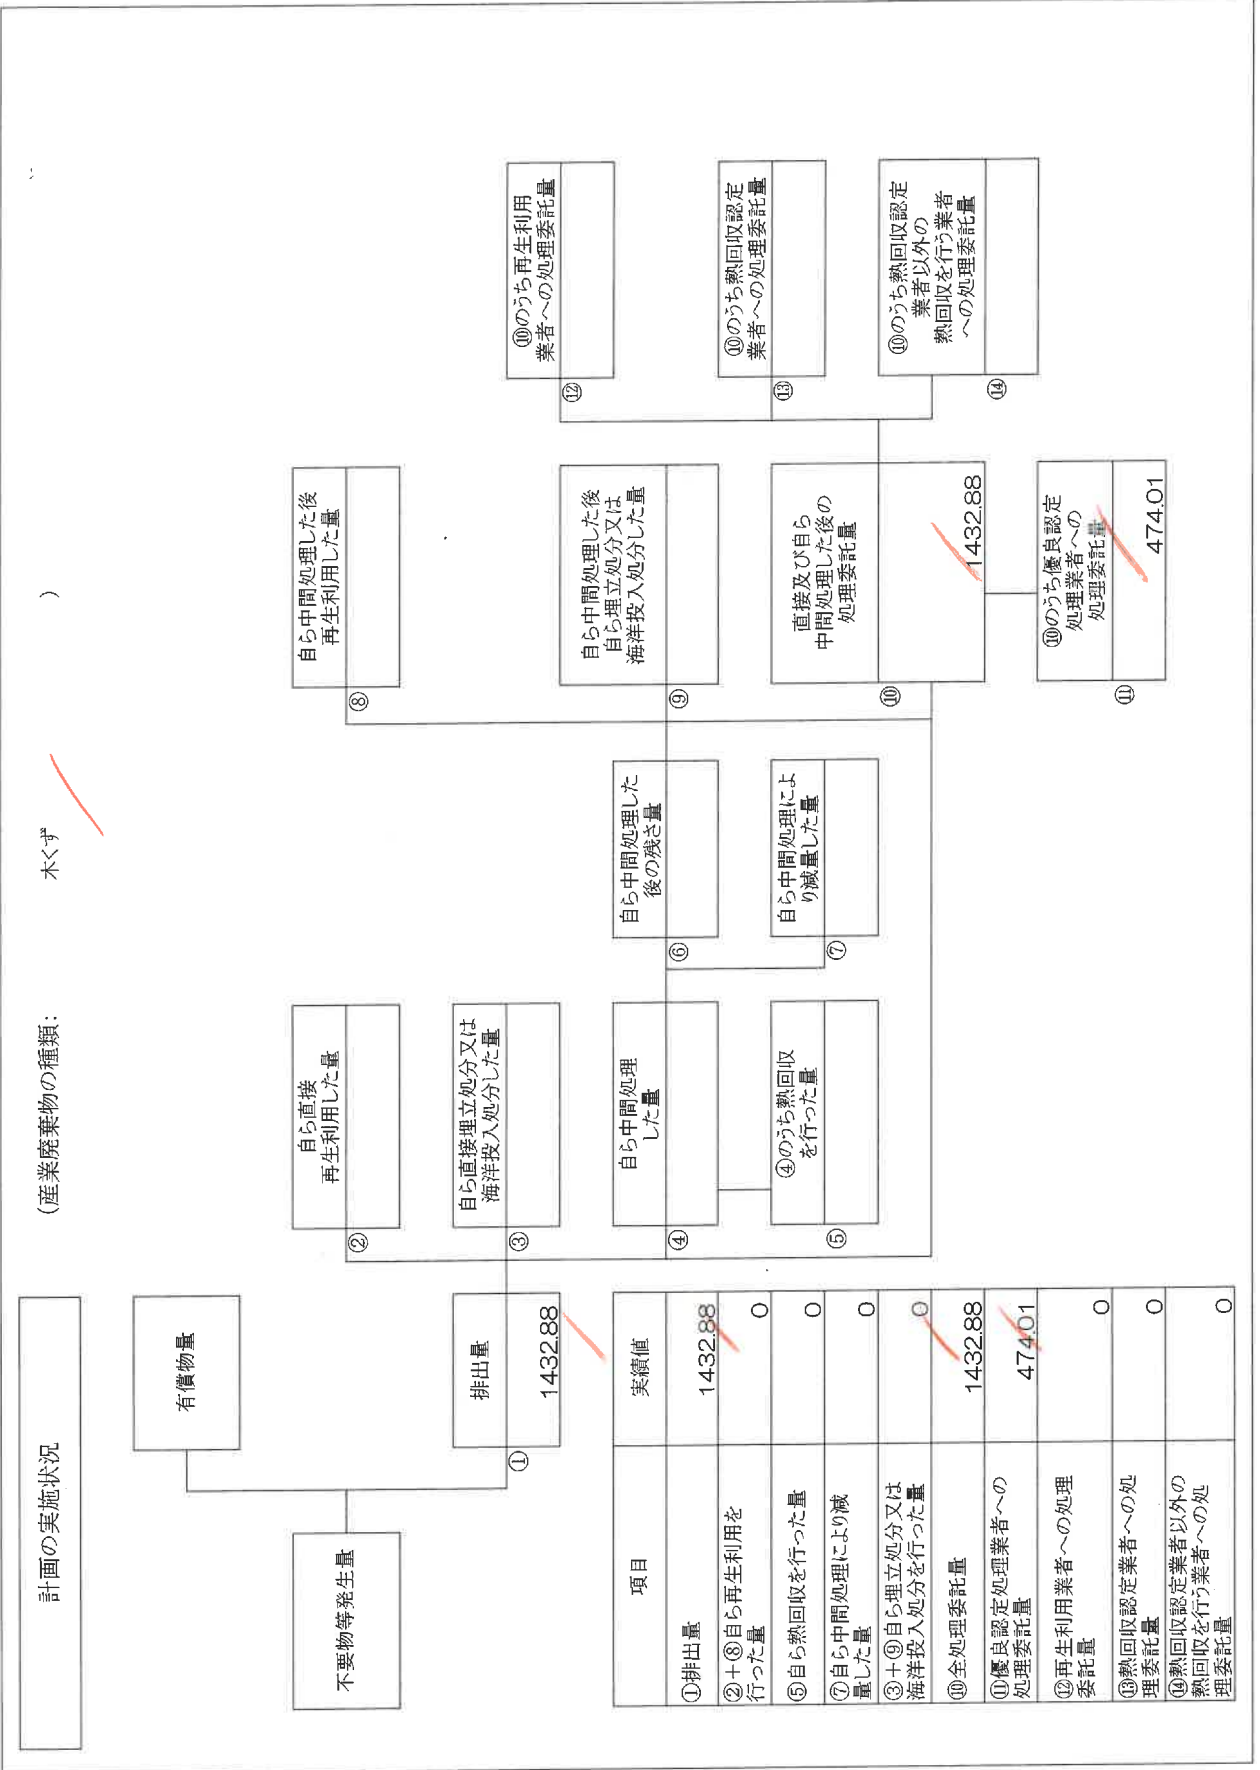 計画の実施状況
(産業廃棄物の種類: 木くず )
不要物等発生量
有償物量
①
排出量
1432.88
②
自ら直接
再生利用した量
③
自ら直接埋立処分又は
海洋投入処分した量
④
自ら中間処理
した量
⑤
④のうち熱回収
を行った量
⑥
自ら中間処理した
後の残さ量
⑦
自ら中間処理によ
り減量した量
⑧
自ら中間処理した後
再生利用した量
⑨
自ら中間処理した後
自ら埋立処分又は
海洋投入処分した量
⑩
直接及び自ら
中間処理した後の
処理委託量
1432.88
⑪
⑩のうち優良認定
処理業者への
処理委託量
474.01
⑫
⑩のうち再生利用
業者への処理委託量
⑬
⑩のうち熱回収認定
業者への処理委託量
⑭
⑩のうち熱回収認定
業者以外の
熱回収を行う業者
への処理委託量
項目 実績値
①排出量 1432.88
②+⑧自ら再生利用を
行った量 0
⑤自ら熱回収を行った量 0
⑦自ら中間処理により減
量した量 0
③+⑨自ら埋立処分又は
海洋投入処分を行った量 0
⑩全処理委託量 1432.88
⑪優良認定処理業者への
処理委託量 474.01
⑫再生利用業者への処理
委託量 0
⑬熱回収認定業者への処
理委託量 0
⑭熱回収認定業者以外の
熱回収を行う業者への処
理委託量 0